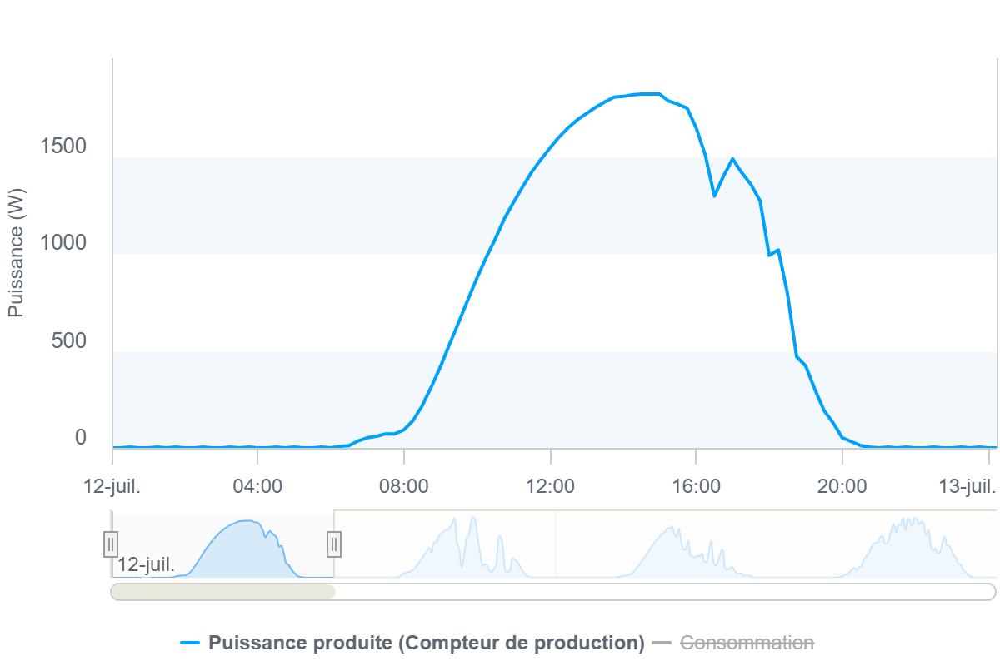 Puissance (W)
1500
1000
500
0
12-juil.
04:00
08:00
12:00
16:00
20:00
13-juil.
12-juil.
Puissance produite (Compteur de production)
Consommation